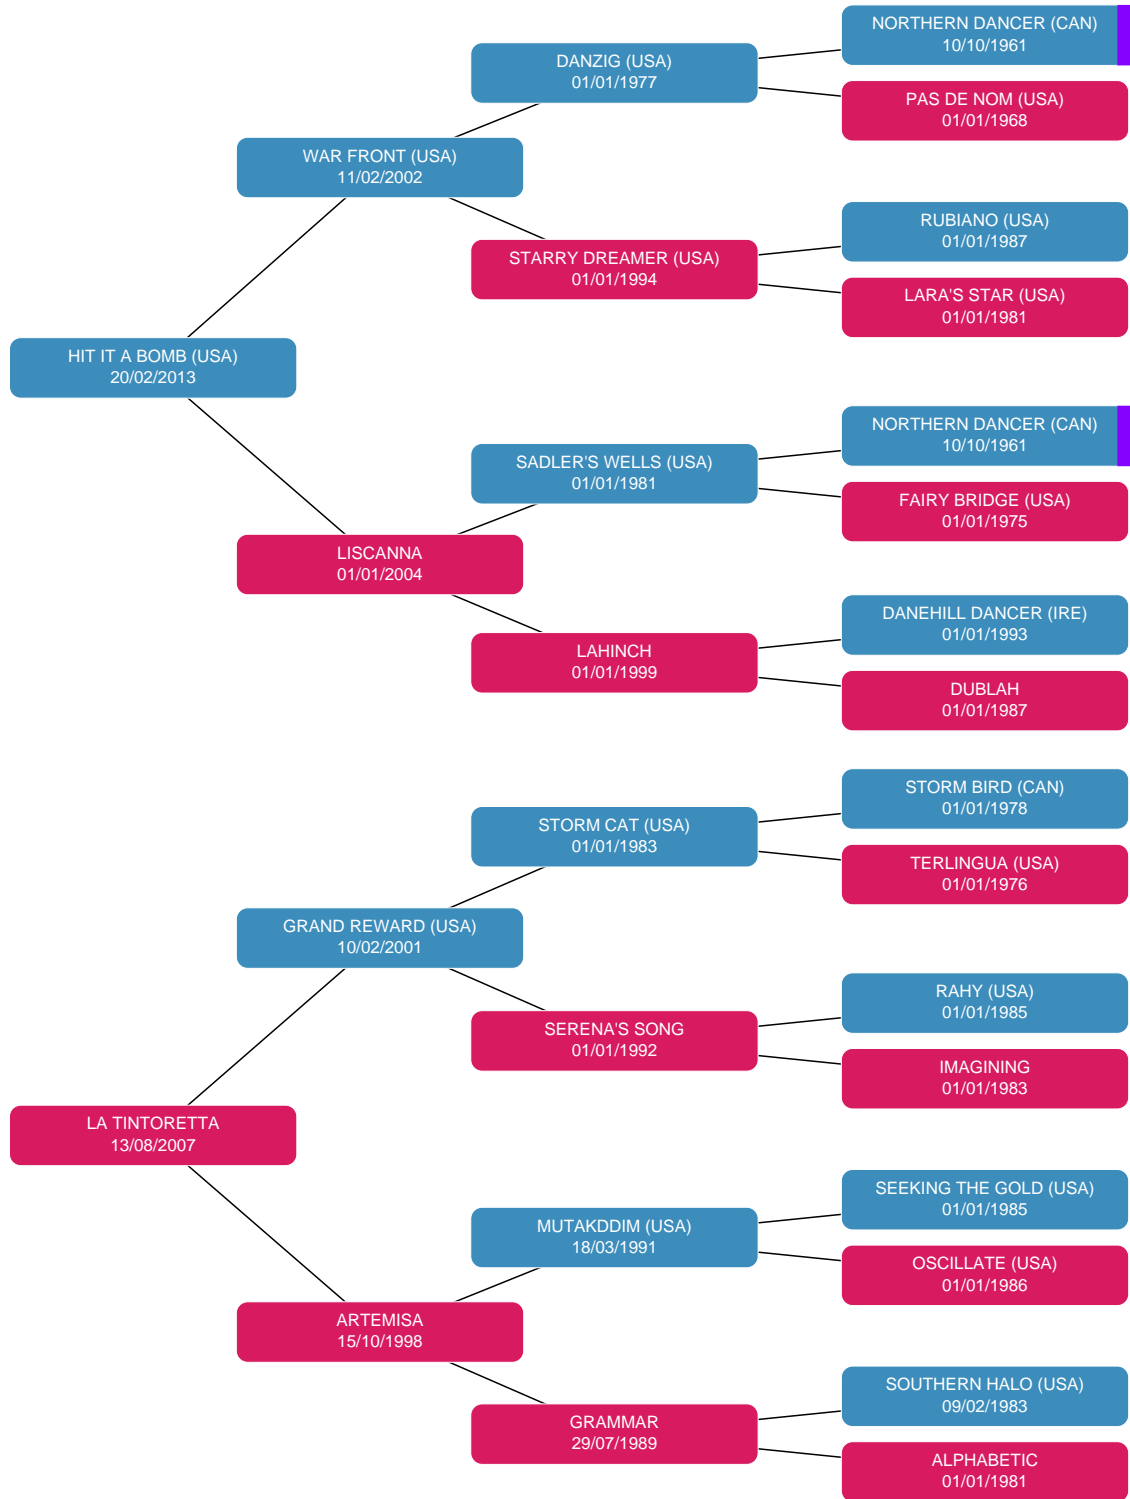 NORTHERN DANCER (CAN)
10/10/1961
DANZIG (USA)
01/01/1977
PAS DE NOM (USA)
01/01/1968
WAR FRONT (USA)
11/02/2002
RUBIANO (USA)
01/01/1987
STARRY DREAMER (USA)
01/01/1994
LARA'S STAR (USA)
01/01/1981
HIT IT A BOMB (USA)
20/02/2013
NORTHERN DANCER (CAN)
10/10/1961
SADLER'S WELLS (USA)
01/01/1981
FAIRY BRIDGE (USA)
01/01/1975
LISCANNA
01/01/2004
DANEHILL DANCER (IRE)
01/01/1993
LAHINCH
01/01/1999
DUBLAH
01/01/1987
STORM BIRD (CAN)
01/01/1978
STORM CAT (USA)
01/01/1983
TERLINGUA (USA)
01/01/1976
GRAND REWARD (USA)
10/02/2001
RAHY (USA)
01/01/1985
SERENA'S SONG
01/01/1992
IMAGINING
01/01/1983
LA TINTORETTA
13/08/2007
SEEKING THE GOLD (USA)
01/01/1985
MUTAKDDIM (USA)
18/03/1991
OSCILLATE (USA)
01/01/1986
ARTEMISA
15/10/1998
SOUTHERN HALO (USA)
09/02/1983
GRAMMAR
29/07/1989
ALPHABETIC
01/01/1981